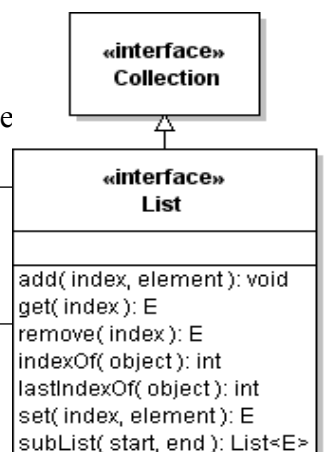 «interface»
Collection
e
«interface»
List
add( index, element ): void
get( index ): E
remove( index ): E
indexOf( object ): int
lastIndexOf( object ): int
set( index, element ): E
subList( start, end ): List<E>